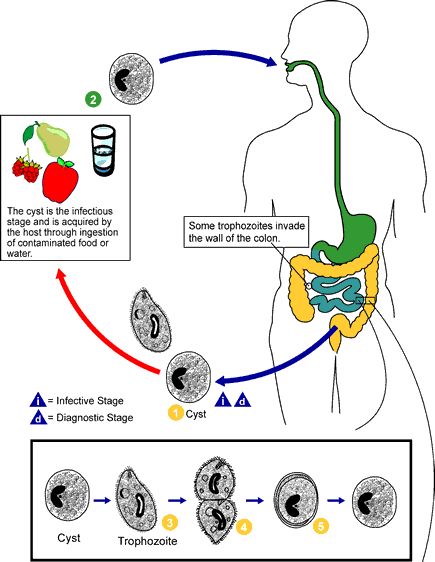 2
The cyst is the infectious
stage and is acquired by
the host through ingestion
of contaminated food or
water.
Some trophozoites invade
the wall of the colon.
i = Infective Stage
d = Diagnostic Stage
1 Cyst
i d
3
4
5
Cyst
Trophozoite